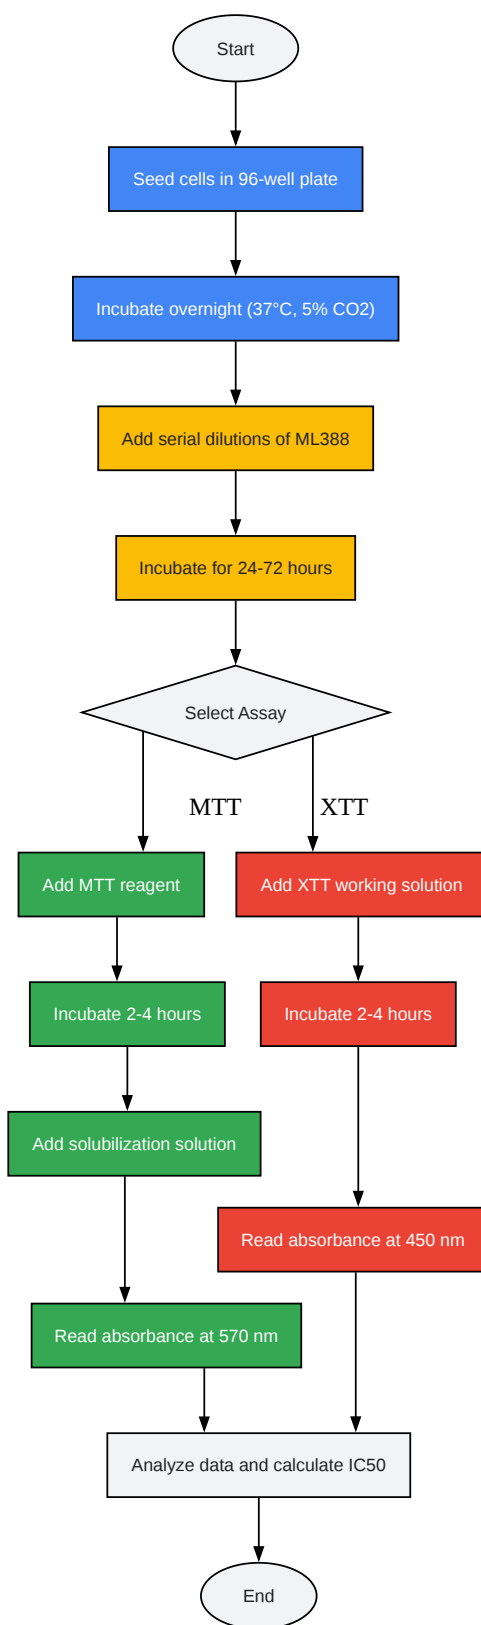 Start
Seed cells in 96-well plate
Incubate overnight (37°C, 5% CO2)
Add serial dilutions of ML388
Incubate for 24-72 hours
Select Assay
MTT
XTT
Add MTT reagent
Add XTT working solution
Incubate 2-4 hours
Incubate 2-4 hours
Add solubilization solution
Read absorbance at 450 nm
Read absorbance at 570 nm
Analyze data and calculate IC50
End